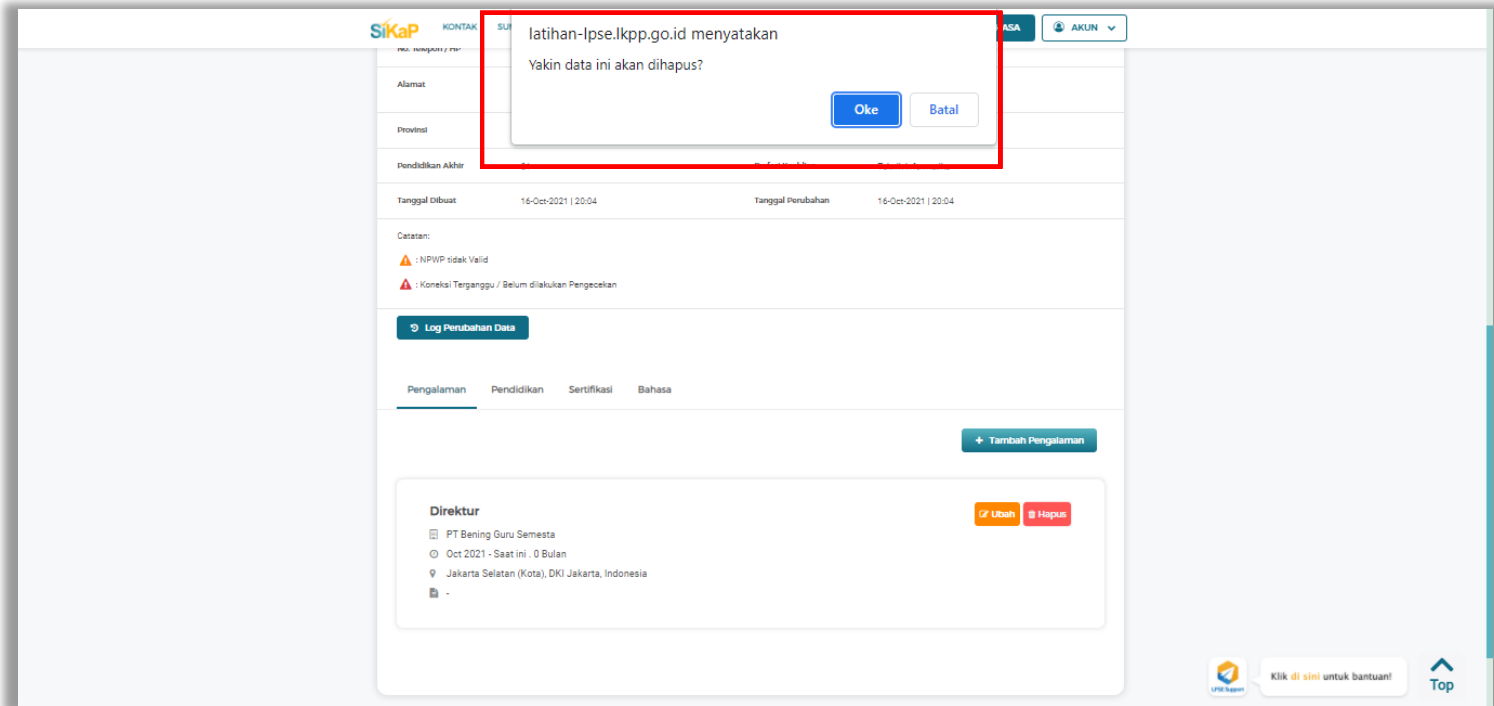 SiKaP KONTAK ASA AKUN
latihan-lpse.lkpp.go.id menyatakan
Yakin data ini akan dihapus?
Oke Batal
Alamat
Provinsi
Pendidikan Akhir
Tanggal Dibuat 16-Oct-2021 | 20:04 Tanggal Perubahan 16-Oct-2021 | 20:04
Catatan:
: NPWP tidak Valid
: Koneksi Terganggu / Belum dilakukan Pengecekan
Log Perubahan Data
Pengalaman Pendidikan Sertifikasi Bahasa
+ Tambah Pengalaman
Direktur Ubah Hapus
PT Bening Guru Semesta
Oct 2021 - Saat ini . 0 Bulan
Jakarta Selatan (Kota), DKI Jakarta, Indonesia
-
LPSE Support Klik di sini untuk bantuan! Top